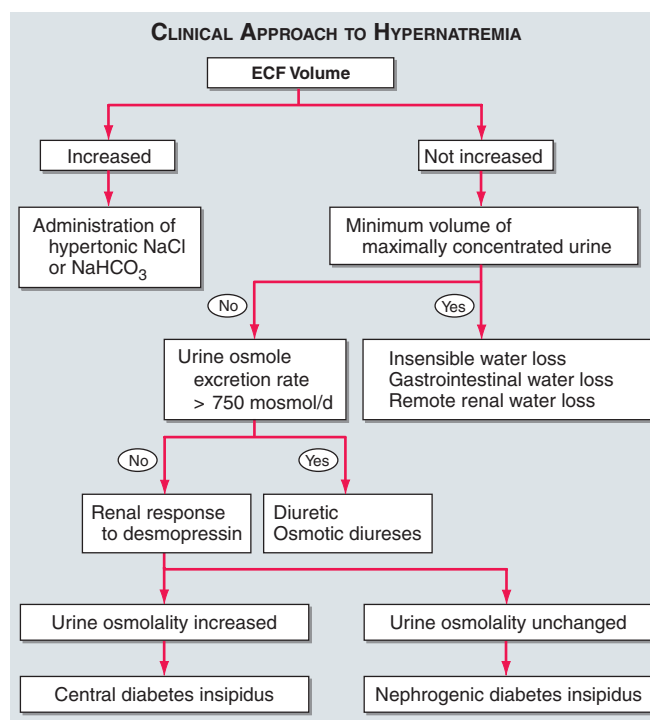 CLINICAL APPROACH TO HYPERNATREMIA
ECF Volume
Increased
Not increased
Administration of
hypertonic NaCl
or NaHCO3
Minimum volume of
maximally concentrated urine
No
Yes
Urine osmole
excretion rate
> 750 mosmol/d
Insensible water loss
Gastrointestinal water loss
Remote renal water loss
No
Yes
Renal response
to desmopressin
Diuretic
Osmotic diureses
Urine osmolality increased
Urine osmolality unchanged
Central diabetes insipidus
Nephrogenic diabetes insipidus